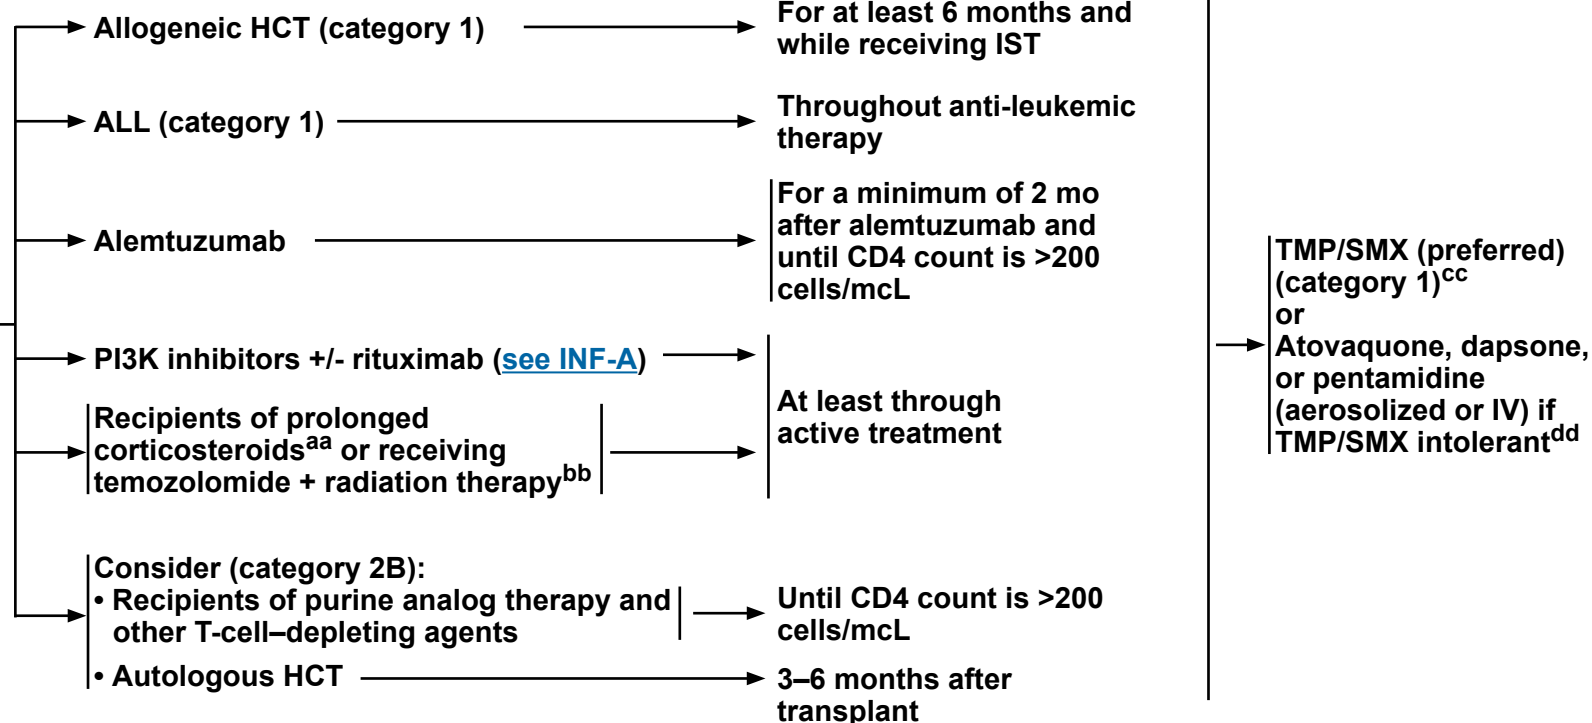 Allogeneic HCT (category 1)
For at least 6 months and
while receiving IST
ALL (category 1)
Throughout anti-leukemic
therapy
Alemtuzumab
For a minimum of 2 mo
after alemtuzumab and
until CD4 count is >200
cells/mcL
PI3K inhibitors +/- rituximab (see INF-A)
Recipients of prolonged
corticosteroidsaa or receiving
temozolomide + radiation therapybb
At least through
active treatment
Consider (category 2B):
• Recipients of purine analog therapy and
other T-cell–depleting agents
Until CD4 count is >200
cells/mcL
• Autologous HCT
3–6 months after
transplant
TMP/SMX (preferred)
(category 1)cc
or
Atovaquone, dapsone,
or pentamidine
(aerosolized or IV) if
TMP/SMX intolerantdd